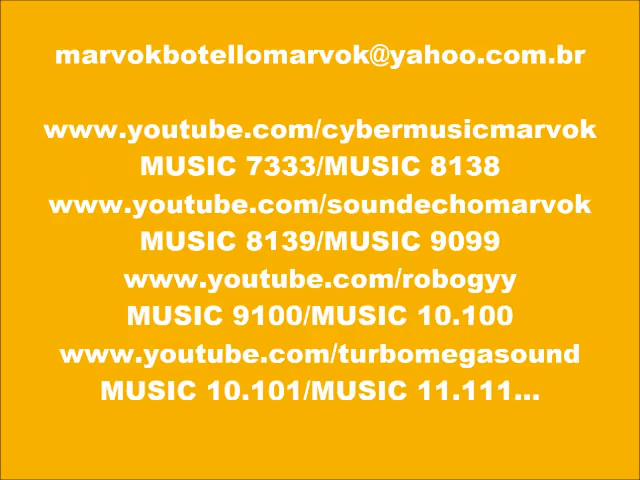 marvokbotellomarvok@yahoo.com.br
www.youtube.com/cybermusicmarvok
MUSIC 7333/MUSIC 8138
www.youtube.com/soundechomarvok
MUSIC 8139/MUSIC 9099
www.youtube.com/robogyy
MUSIC 9100/MUSIC 10.100
www.youtube.com/turbomegasound
MUSIC 10.101/MUSIC 11.111...